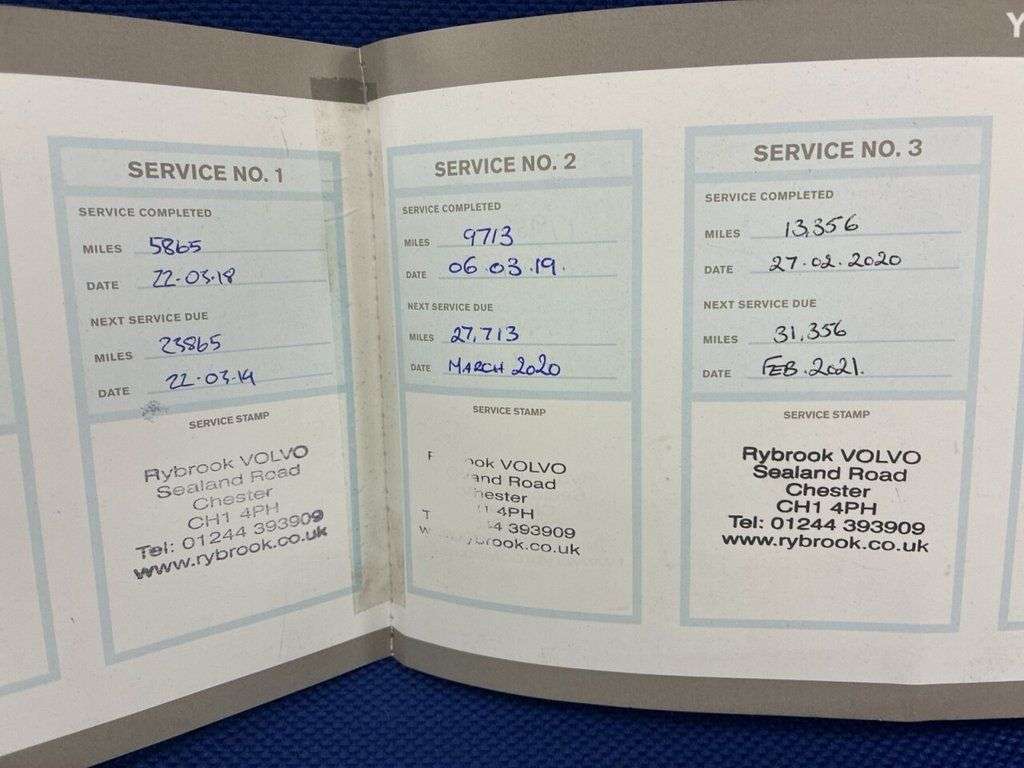 Y
SERVICE NO. 1
SERVICE COMPLETED
MILES 5865
DATE 22.03.18
NEXT SERVICE DUE
MILES 23865
DATE 22.03.19
SERVICE STAMP
Rybrook VOLVO
Sealand Road
Chester
CH1 4PH
Tel: 01244 393909
www.rybrook.co.uk
SERVICE NO. 2
SERVICE COMPLETED
MILES 9713
DATE 06.03.19.
NEXT SERVICE DUE
MILES 27,713
DATE MARCH 2020
SERVICE STAMP
VOLVO
Road
4PH
393909
SERVICE NO. 3
SERVICE COMPLETED
MILES 13,356
DATE 27.02.2020
NEXT SERVICE DUE
MILES 31,356
DATE FEB.2021.
SERVICE STAMP
Rybrook VOLVO
Sealand Road
Chester
CH1 4PH
Tel: 01244 393909
www.rybrook.co.uk